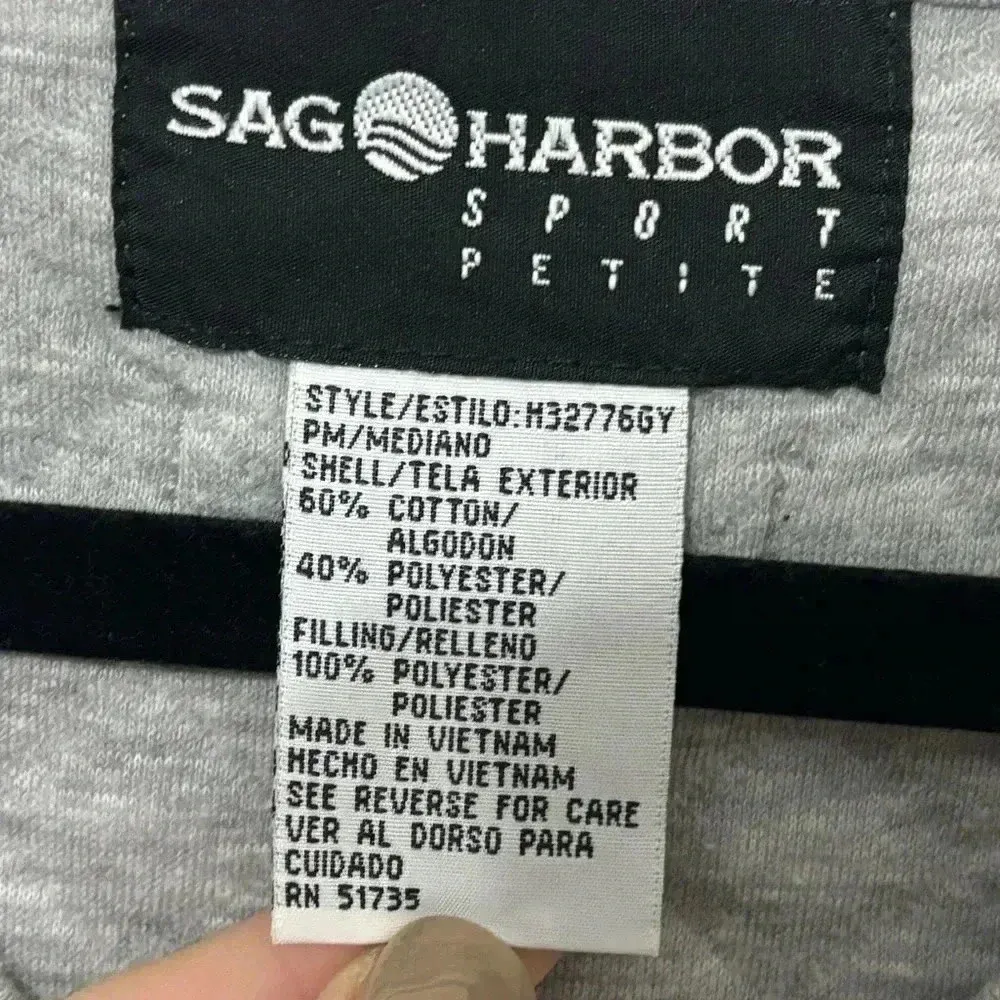 SAG HARBOR
SPORT
PETITE
STYLE/ESTILO:H32776GY
PM/MEDIANO
SHELL/TELA EXTERIOR
60% COTTON/
ALGODON
40% POLYESTER/
POLIESTER
FILLING/RELLENO
100% POLYESTER/
POLIESTER
MADE IN VIETNAM
HECHO EN VIETNAM
SEE REVERSE FOR CARE
VER AL DORSO PARA
CUIDADO
RN 51735